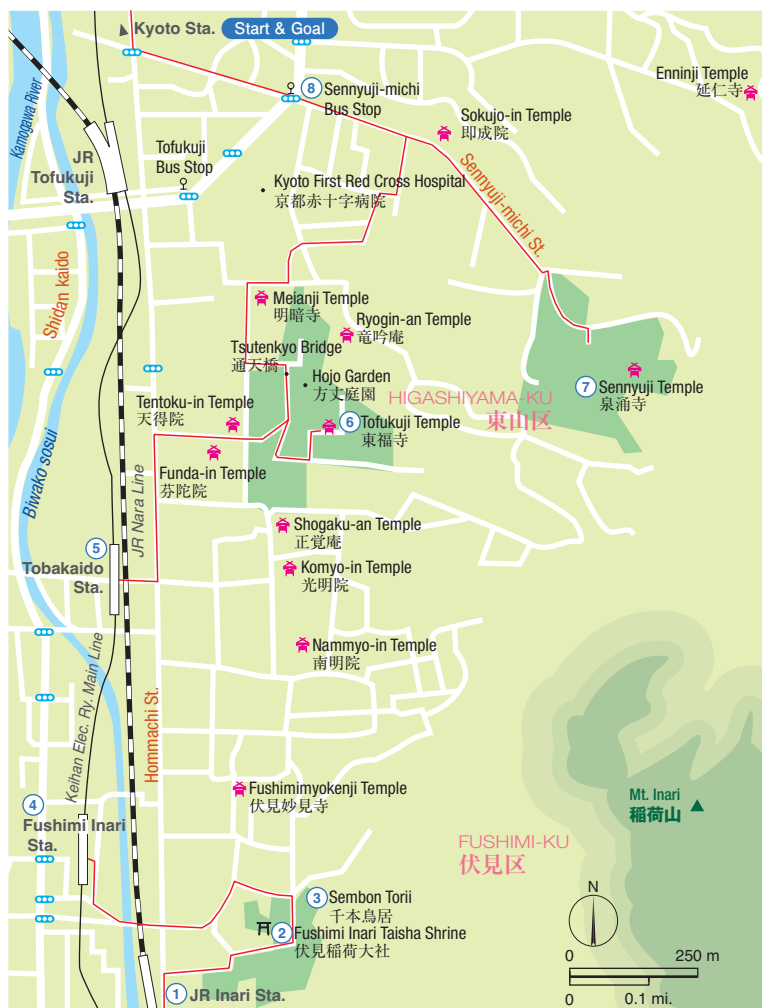 Kyoto Sta.
Start & Goal
Kamogawa River
8
Sennyuji-michi
Bus Stop
Enninji Temple
延仁寺
Sokujo-in Temple
即成院
JR
Tofukuji
Sta.
Tofukuji
Bus Stop
Sennyuji-michi St.
Kyoto First Red Cross Hospital
京都赤十字病院
Shidan kaido
Meianji Temple
明暗寺
Ryogin-an Temple
竜吟庵
Tsutenkyo Bridge
通天橋
Hojo Garden
方丈庭園
HIGASHIYAMA-KU
東山区
7
Sennyuji Temple
泉涌寺
Tentoku-in Temple
天得院
6
Tofukuji Temple
東福寺
Funda-in Temple
芬陀院
Biwako sosui
JR Nara Line
Shogaku-an Temple
正覚庵
5
Tobakaido
Sta.
Komyo-in Temple
光明院
Nammyo-in Temple
南明院
Keihan Elec. Ry. Main Line
Hommachi St.
Fushimimyokenji Temple
伏見妙見寺
Mt. Inari
稲荷山
4
Fushimi Inari
Sta.
FUSHIMI-KU
伏見区
3
Sembon Torii
千本鳥居
2
Fushimi Inari Taisha Shrine
伏見稲荷大社
N
0
250 m
0
0.1 mi.
1
JR Inari Sta.